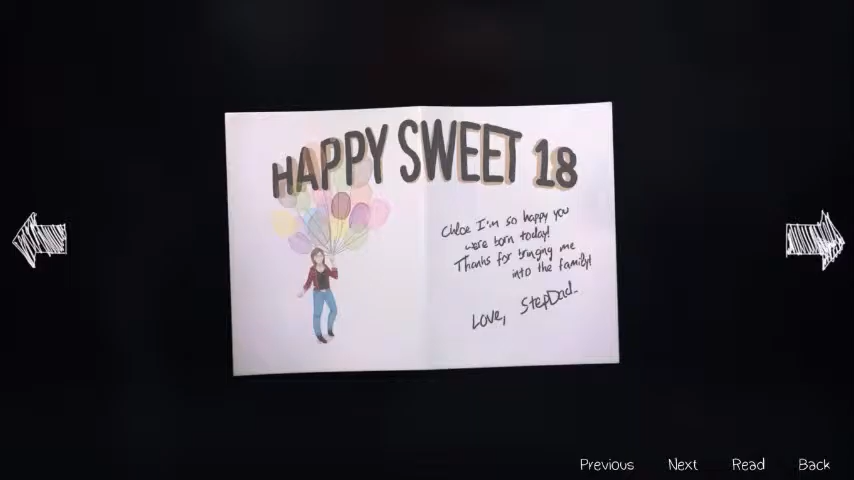 HAPPY SWEET 18
Chloe I'm so happy you
were born today!
Thanks for bringing me
into the family!
Love, StepDad
Previous Next Read Back